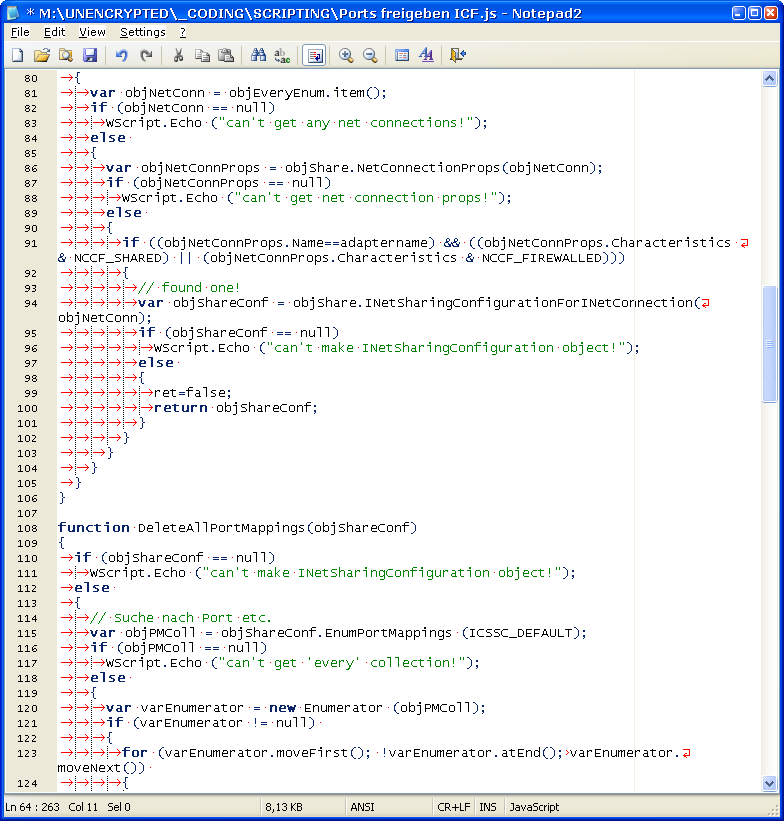 * M:\UNENCRYPTED\_CODING\SCRIPTING\Ports freigeben ICF.js - Notepad2
File Edit View Settings ?
80 {
81 var objNetConn = objEveryEnum.item();
82 if (objNetConn == null)
83 WScript.Echo ("can't get any net connections!");
84 else
85 {
86 var objNetConnProps = objShare.NetConnectionProps(objNetConn);
87 if (objNetConnProps == null)
88 WScript.Echo ("can't get net connection props!");
89 else
90 {
91 if ((objNetConnProps.Name==adaptername) && ((objNetConnProps.Characteristics
& NCCF_SHARED) || (objNetConnProps.Characteristics & NCCF_FIREWALLED)))
92 {
93 // found one!
94 var objShareConf = objShare.INetSharingConfigurationForINetConnection(
objNetConn);
95 if (objShareConf == null)
96 WScript.Echo ("can't make INetSharingConfiguration object!");
97 else
98 {
99 ret=false;
100 return objShareConf;
101 }
102 }
103 }
104 }
105 }
106 }
107
108 function DeleteAllPortMappings(objShareConf)
109 {
110 if (objShareConf == null)
111 WScript.Echo ("can't make INetSharingConfiguration object!");
112 else
113 {
114 // Suche nach Port etc.
115 var objPMColl = objShareConf.EnumPortMappings (ICSSC_DEFAULT);
116 if (objPMColl == null)
117 WScript.Echo ("can't get 'every' collection!");
118 else
119 {
120 var varEnumerator = new Enumerator (objPMColl);
121 if (varEnumerator != null)
122 {
123 for (varEnumerator.moveFirst(); !varEnumerator.atEnd(); varEnumerator.
moveNext())
124 {
Ln 64 : 263 Col 11 Sel 0 8,13 KB ANSI CR+LF INS JavaScript